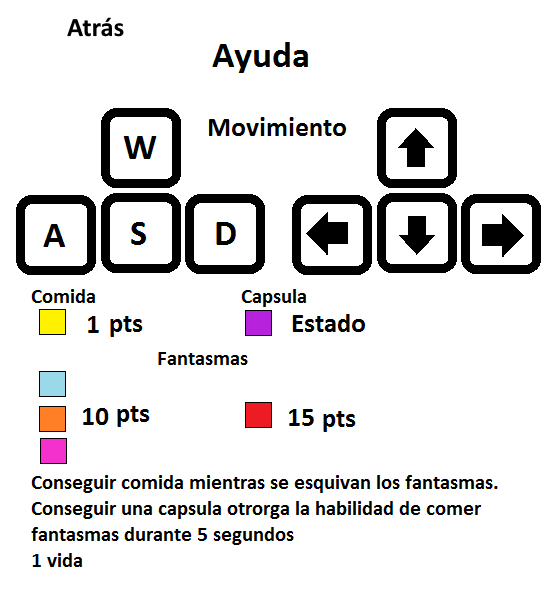 Atrás
Ayuda
Movimiento
W
A S D
Comida Capsula
1 pts Estado
Fantasmas
10 pts 15 pts
Conseguir comida mientras se esquivan los fantasmas.
Conseguir una capsula otrorga la habilidad de comer
fantasmas durante 5 segundos
1 vida